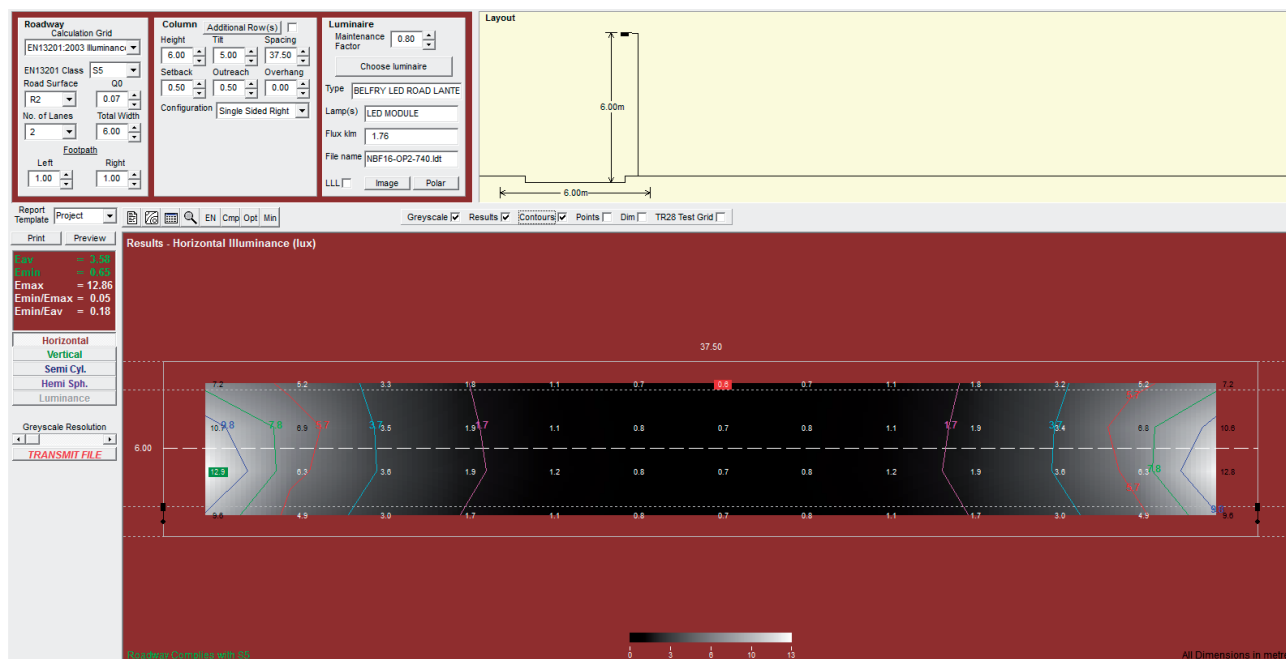 Roadway
Calculation Grid
EN13201:2003 Illuminanc
EN13201 Class S5
Road Surface Q0
R2 0.07
No. of Lanes Total Width
2 6.00
Footpath
Left Right
1.00 1.00
Column Additional Row(s)
Height Tilt Spacing
6.00 5.00 37.50
Setback Outreach Overhang
0.50 0.50 0.00
Configuration Single Sided Right
Luminaire
Maintenance Factor 0.80
Choose luminaire
Type BELFRY LED ROAD LANTE
Lamp(s) LED MODULE
Flux klm 1.76
File name NBF16-OP2-740.ldt
LLL Image Polar
Layout
6.00m
6.00m
Report Template Project
EN Cmp Opt Min
Greyscale Results Contours Points Dim TR28 Test Grid
Print Preview
Eav = 3.58
Emin = 0.65
Emax = 12.86
Emin/Emax = 0.05
Emin/Eav = 0.18
Horizontal
Vertical
Semi Cyl.
Hemi Sph.
Luminance
Greyscale Resolution
TRANSMIT FILE
Results - Horizontal Illuminance (lux)
37.50
7.2 5.2 3.3 1.8 1.1 0.7 0.6 0.7 1.1 1.8 3.2 5.2 7.2
5.7
10.7 9.8 7.8 6.9 5.7 3.7 3.5 1.9 1.7 1.1 0.8 0.7 0.8 1.1 1.7 1.9 3.7 3.4 6.8 10.6
6.00
12.9 6.3 3.6 1.9 1.2 0.8 0.7 0.8 1.2 1.9 3.6 6.3 7.8 12.8
5.7
9.6 4.9 3.0 1.7 1.1 0.8 0.7 0.8 1.1 1.7 3.0 4.9 9.8 9.6
0 3 6 10 13
Roadway Complies with S5
All Dimensions in metre